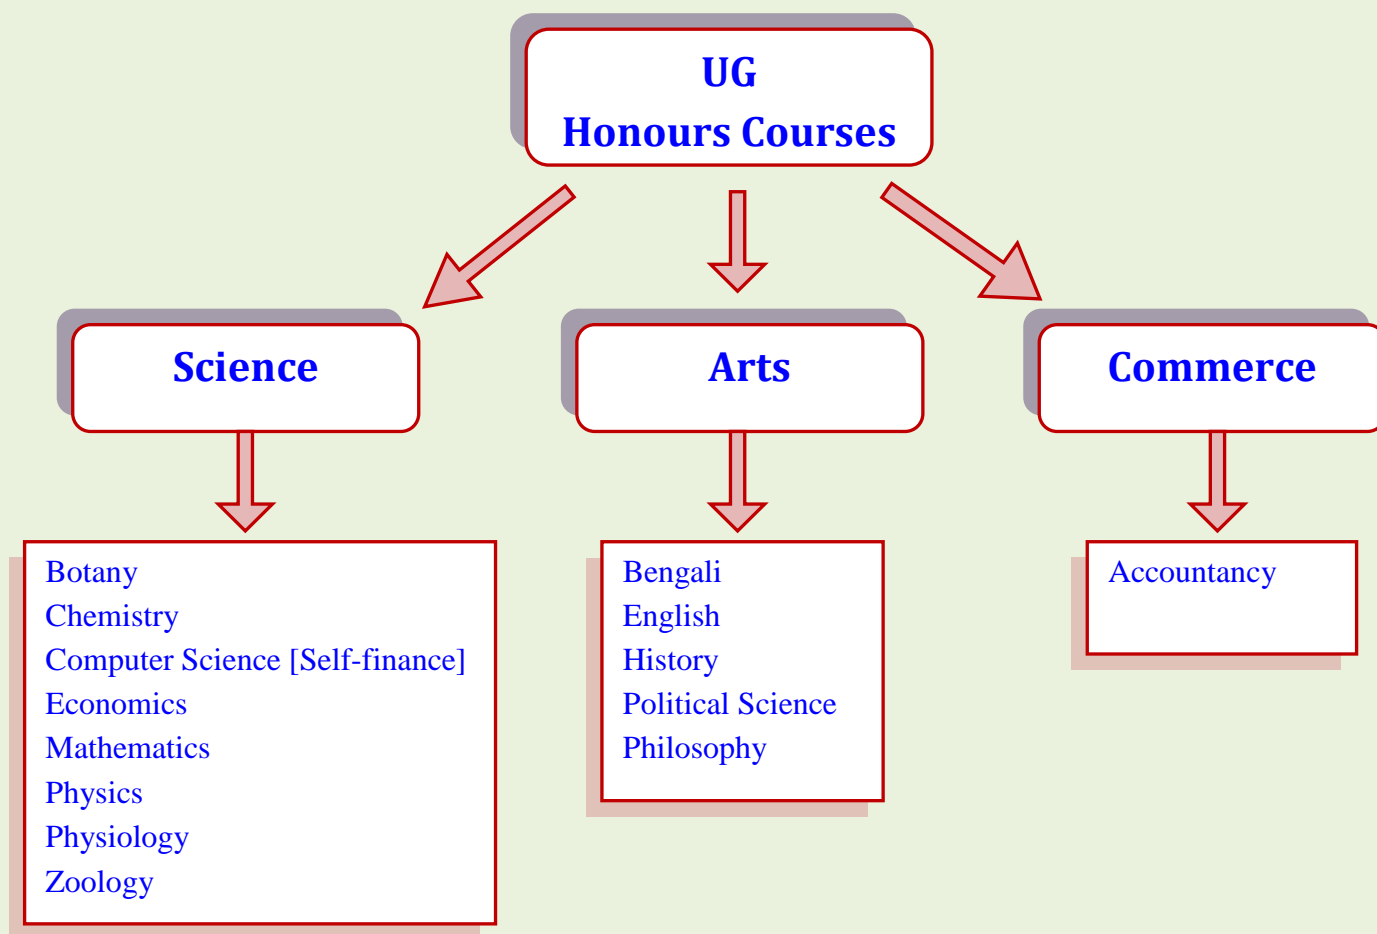 UG
Honours Courses
Science
Arts
Commerce
Botany
Chemistry
Computer Science [Self-finance]
Economics
Mathematics
Physics
Physiology
Zoology
Bengali
English
History
Political Science
Philosophy
Accountancy